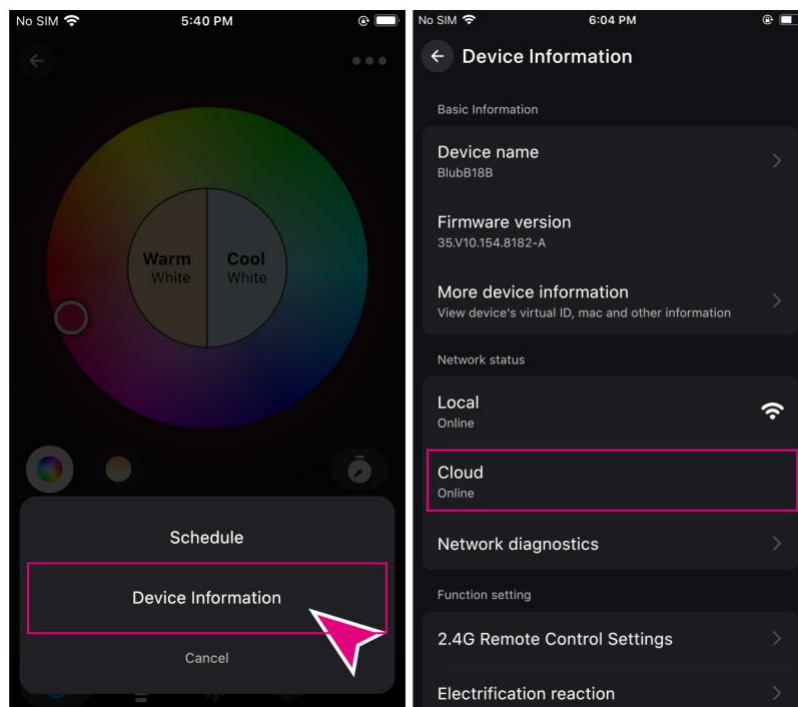 No SIM
5:40 PM
Warm
White
Cool
White
Schedule
Device Information
Cancel
No SIM
6:04 PM
Device Information
Basic Information
Device name
BlubB18B
Firmware version
35.V10.154.8182-A
More device information
View device's virtual ID, mac and other information
Network status
Local
Online
Cloud
Online
Network diagnostics
Function setting
2.4G Remote Control Settings
Electrification reaction